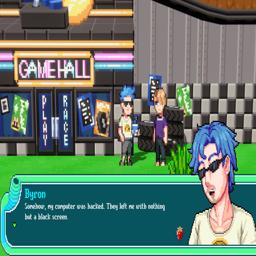 GAME HALL
PLAY
RACE
Byron
Somehow, my computer was hacked. They left me with nothing
but a black screen.